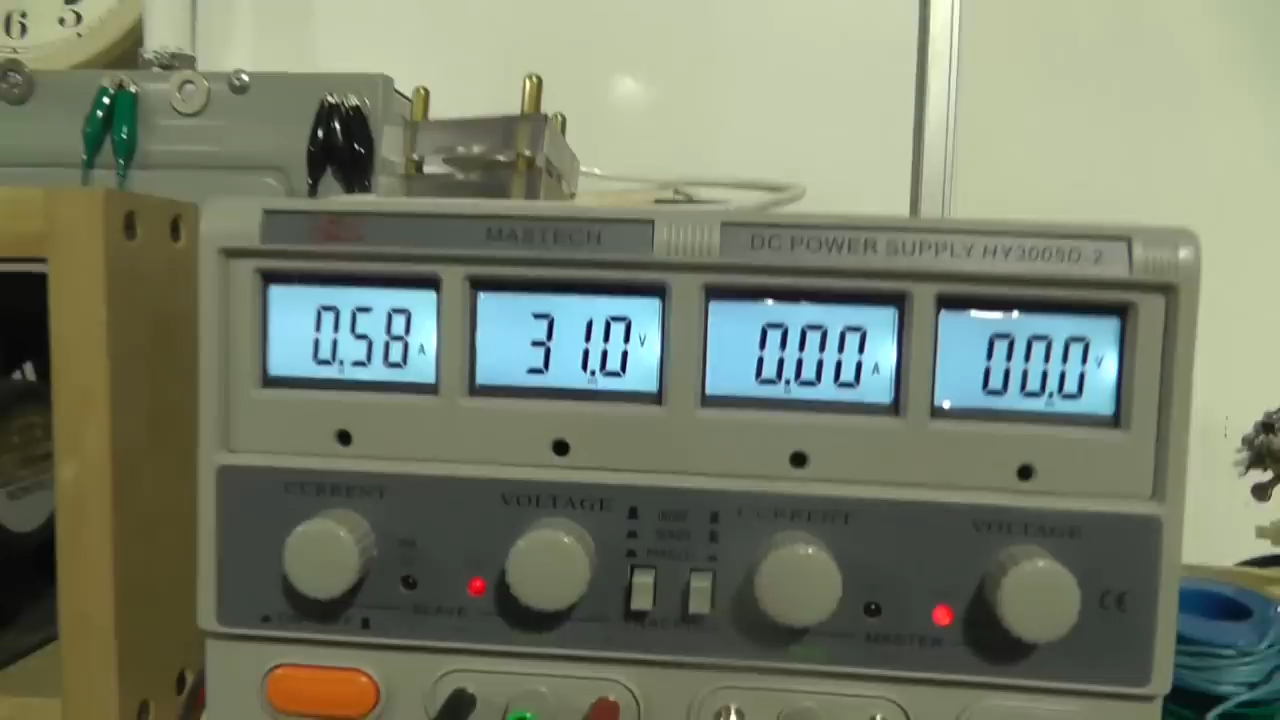 6 5
MASTECH
DC POWER SUPPLY HY3005D-2
0.58 A
31.0 V
0.00 A
00.0 V
CURRENT
VOLTAGE
CURRENT
VOLTAGE
SLAVE
MASTER
CE